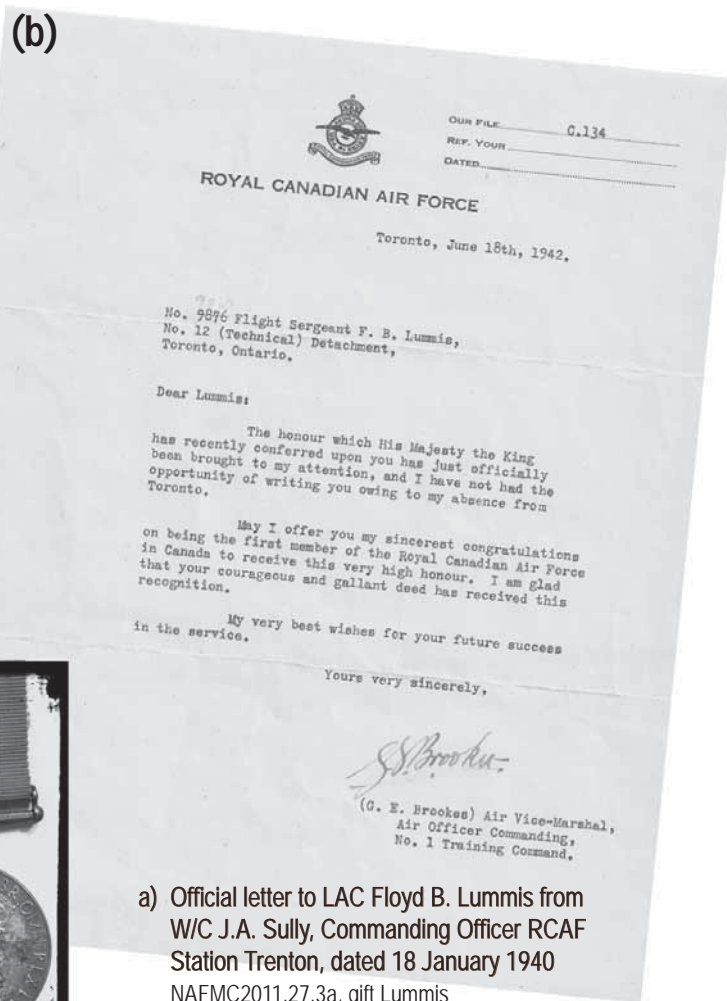 (b)
OUR FILE C.134
REF. YOUR
DATED
ROYAL CANADIAN AIR FORCE
Toronto, June 18th, 1942.
No. Flight Sergeant F. B. Lummis,
No. 12 (Technical) Detachment,
Toronto, Ontario.
Dear Lummis:
The honour which His Majesty the King
has recently conferred upon you has just officially
been brought to my attention, and I have not had the
opportunity of writing you owing to my absence from
Toronto.
May I offer you my sincerest congratulations
on being the first member of the Royal Canadian Air Force
in Canada to receive this very high honour. I am glad
that your courageous and gallant deed has received this
recognition.
My very best wishes for your future success
in the service.
Yours very sincerely,
(G. E. Brookes) Air Vice-Marshal,
Air Officer Commanding,
No. 1 Training Command.
a) Official letter to LAC Floyd B. Lummis from
W/C J.A. Sully, Commanding Officer RCAF
Station Trenton, dated 18 January 1940
NAFMC2011.27.3a, gift Lummis